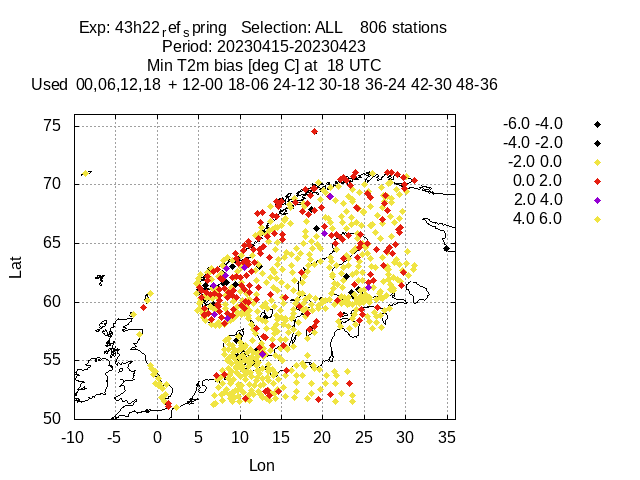 Exp: 43h22refspring Selection: ALL 806 stations
Period: 20230415-20230423
Min T2m bias [deg C] at 18 UTC
Used 00,06,12,18 + 12-00 18-06 24-12 30-18 36-24 42-30 48-36
-6.0 -4.0
-4.0 -2.0
-2.0 0.0
0.0 2.0
2.0 4.0
4.0 6.0
75
70
65
60
55
50
Lat
-10 -5 0 5 10 15 20 25 30 35
Lon